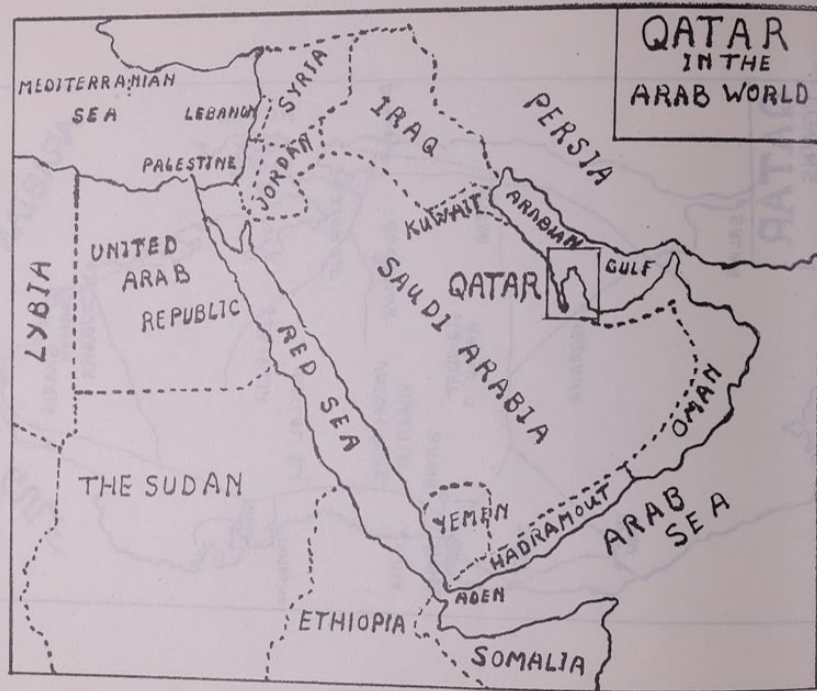 QATAR
IN THE
ARAB WORLD
MEDITERRANIAN
SEA
LEBANON
SYRIA
IRAQ
PERSIA
PALESTINE
JORDAN
KUWAIT
ARABIAN
GULF
LYBIA
UNITED
ARAB
REPUBLIC
QATAR
SAUDI ARABIA
RED SEA
OMAN
THE SUDAN
YEMEN
HADRAMOUT
ARAB
SEA
ADEN
ETHIOPIA
SOMALIA
QATAR